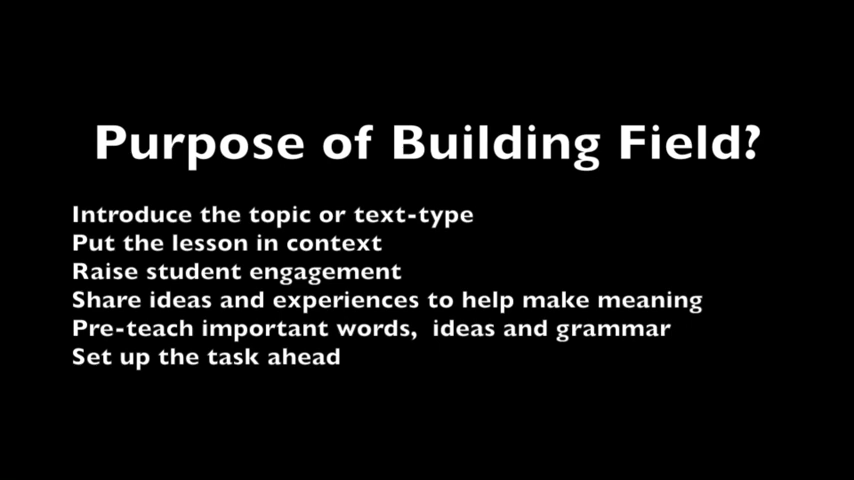 Purpose of Building Field?
Introduce the topic or text-type
Put the lesson in context
Raise student engagement
Share ideas and experiences to help make meaning
Pre-teach important words,  ideas and grammar
Set up the task ahead